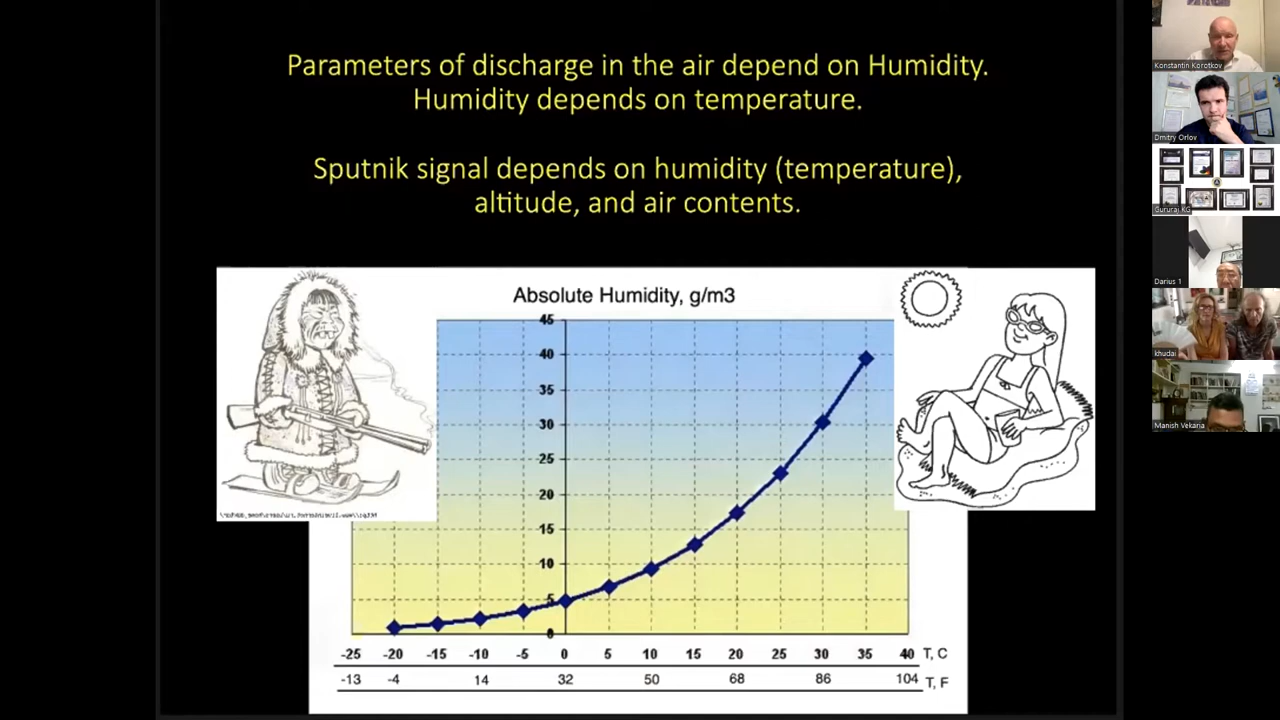 Parameters of discharge in the air depend on Humidity.
Humidity depends on temperature.
Sputnik signal depends on humidity (temperature),
altitude, and air contents.
Absolute Humidity, g/m3
45
40
35
30
25
20
15
10
5
0
-25 -20 -15 -10 -5 0 5 10 15 20 25 30 35 40 T, C
-13 -4 14 32 50 68 86 104 T, F
Konstantin Korotkov
Dmitry Orlov
Gururaj KG
Darius 1
khudai
Manish Vekaria